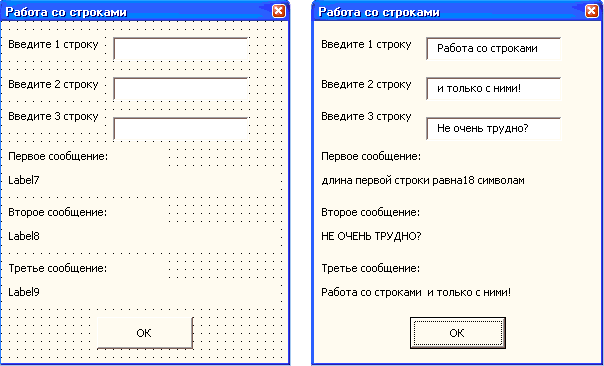 Работа со строками
Введите 1 строку
Введите 2 строку
Введите 3 строку
Первое сообщение:
Label7
Второе сообщение:
Label8
Третье сообщение:
Label9
OK
Работа со строками
Введите 1 строку Работа со строками
Введите 2 строку и только с ними!
Введите 3 строку Не очень трудно?
Первое сообщение:
длина первой строки равна18 символам
Второе сообщение:
НЕ ОЧЕНЬ ТРУДНО?
Третье сообщение:
Работа со строками и только с ними!
OK